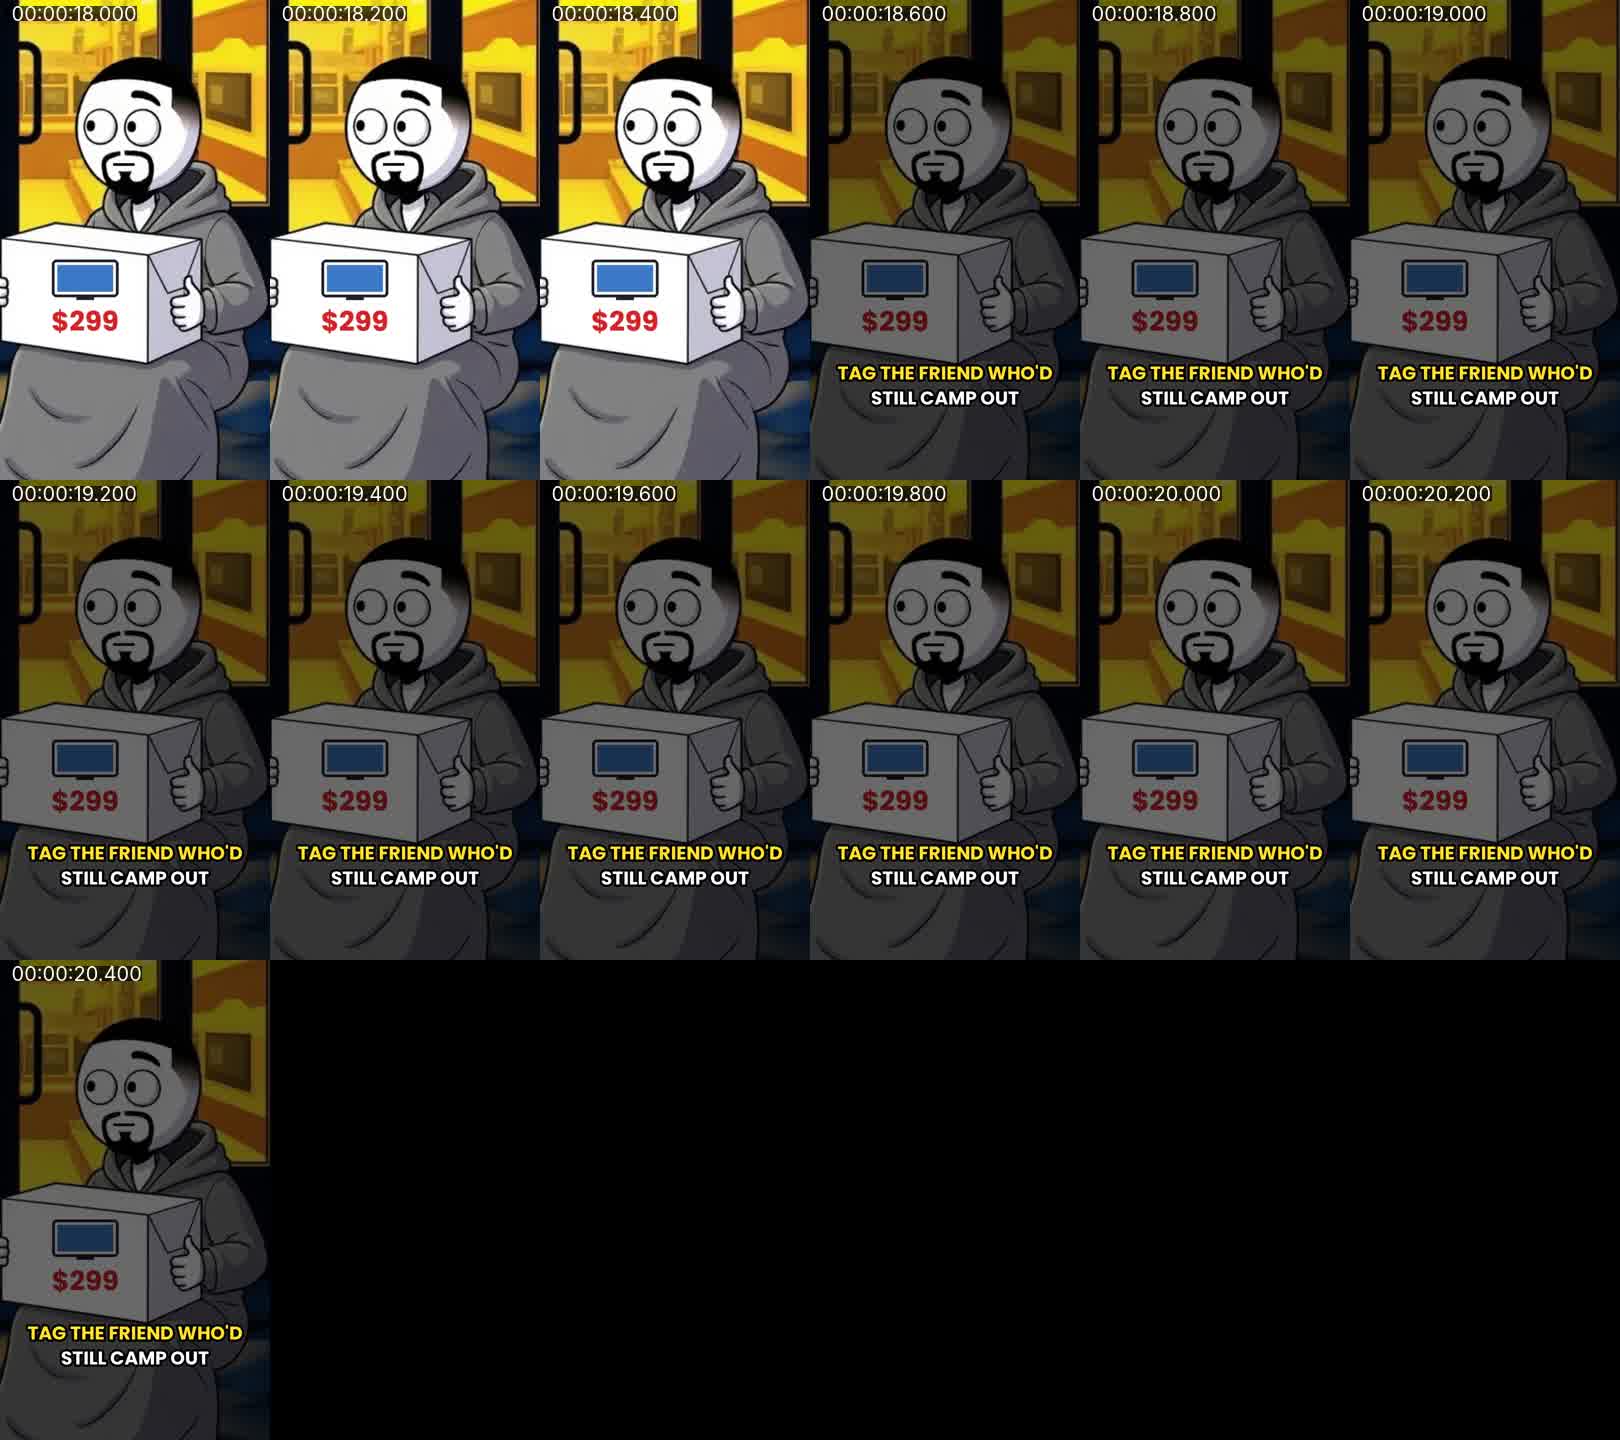 00:00:18.000
00:00:18.200
00:00:18.400
00:00:18.600
00:00:18.800
00:00:19.000
$299
$299
$299
$299
$299
$299
TAG THE FRIEND WHO'D
STILL CAMP OUT
TAG THE FRIEND WHO'D
STILL CAMP OUT
TAG THE FRIEND WHO'D
STILL CAMP OUT
00:00:19.200
00:00:19.400
00:00:19.600
00:00:19.800
00:00:20.000
00:00:20.200
$299
$299
$299
$299
$299
$299
TAG THE FRIEND WHO'D
STILL CAMP OUT
TAG THE FRIEND WHO'D
STILL CAMP OUT
TAG THE FRIEND WHO'D
STILL CAMP OUT
TAG THE FRIEND WHO'D
STILL CAMP OUT
TAG THE FRIEND WHO'D
STILL CAMP OUT
TAG THE FRIEND WHO'D
STILL CAMP OUT
00:00:20.400
$299
TAG THE FRIEND WHO'D
STILL CAMP OUT